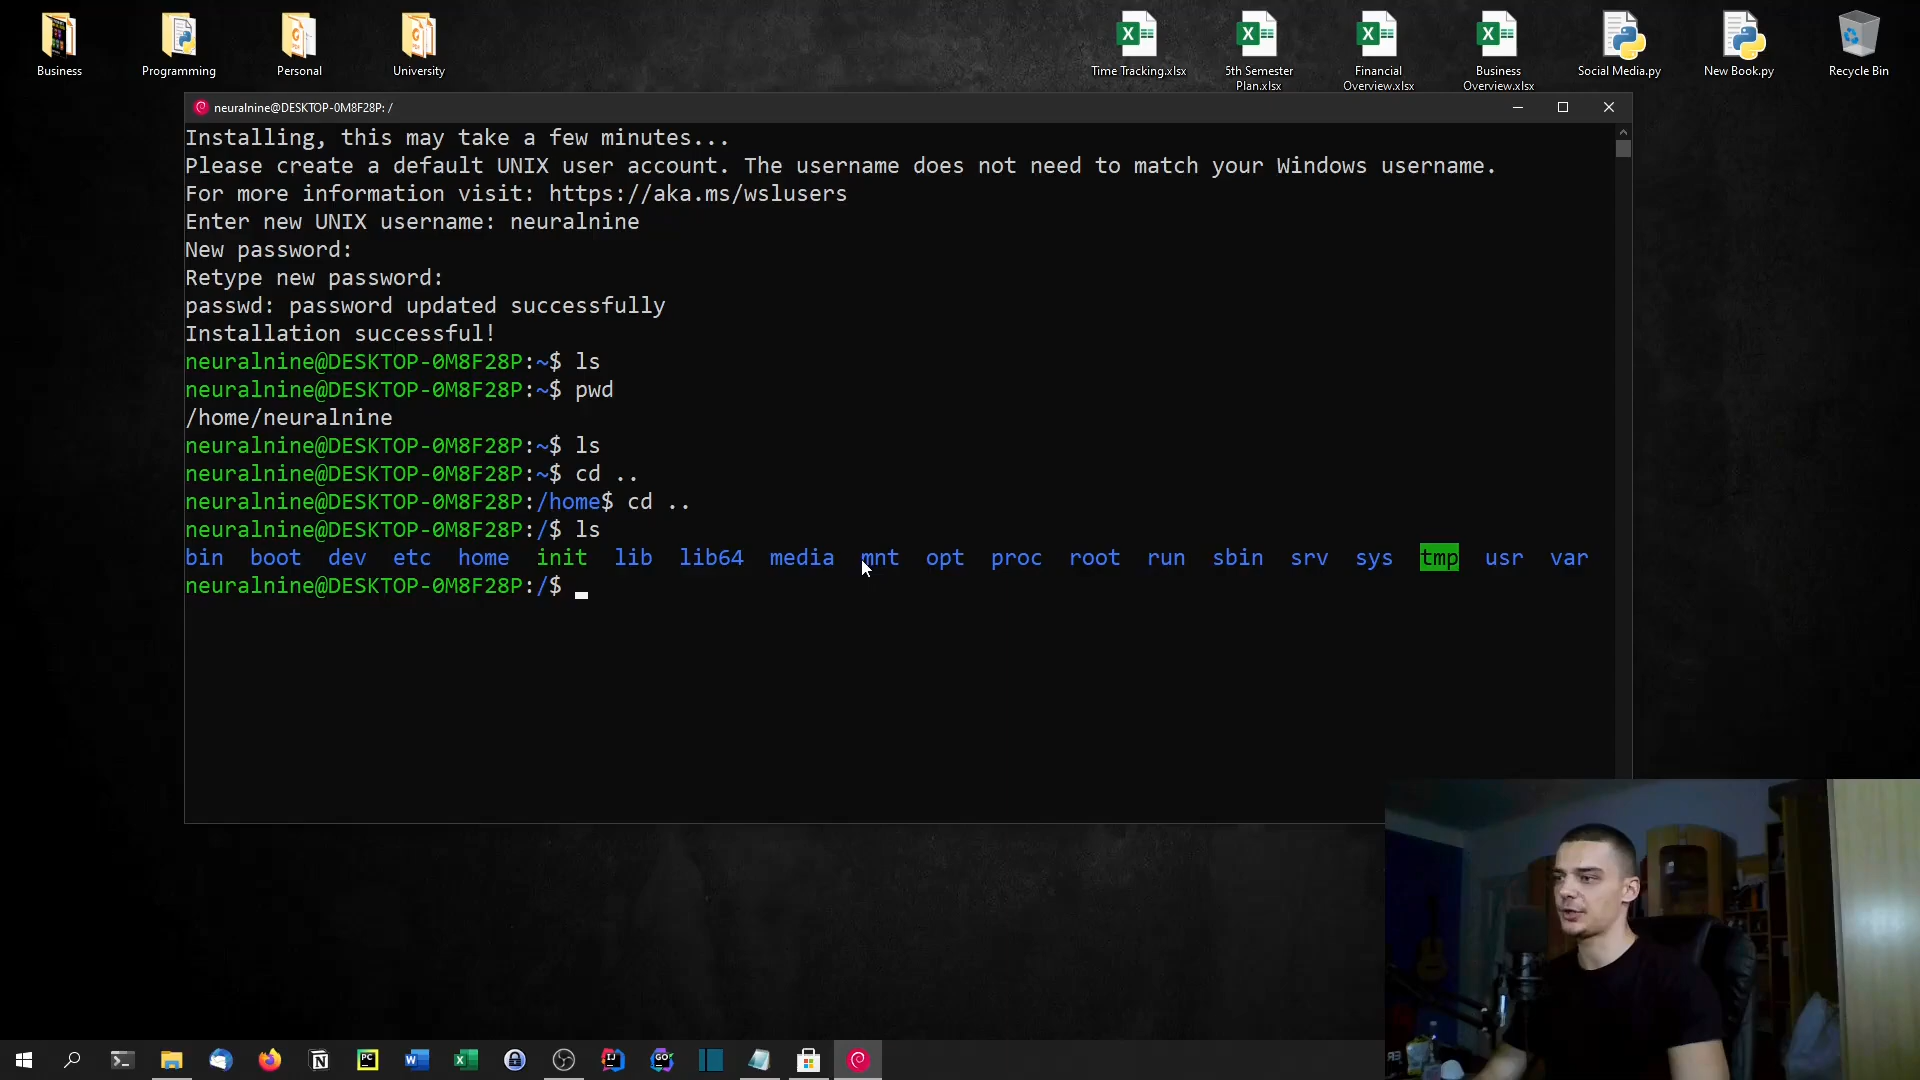 Business
Programming
Personal
University
Time Tracking.xlsx
5th Semester
Plan.xlsx
Financial
Overview.xlsx
Business
Overview.xlsx
Social Media.py
New Book.py
Recycle Bin
neuralnine@DESKTOP-0M8F28P: /
Installing, this may take a few minutes...
Please create a default UNIX user account. The username does not need to match your Windows username.
For more information visit: https://aka.ms/wslusers
Enter new UNIX username: neuralnine
New password:
Retype new password:
passwd: password updated successfully
Installation successful!
neuralnine@DESKTOP-0M8F28P:~$ ls
neuralnine@DESKTOP-0M8F28P:~$ pwd
/home/neuralnine
neuralnine@DESKTOP-0M8F28P:~$ ls
neuralnine@DESKTOP-0M8F28P:~$ cd ..
neuralnine@DESKTOP-0M8F28P:/home$ cd ..
neuralnine@DESKTOP-0M8F28P:/$ ls
bin boot dev etc home init lib lib64 media mnt opt proc root run sbin srv sys tmp usr var
neuralnine@DESKTOP-0M8F28P:/$